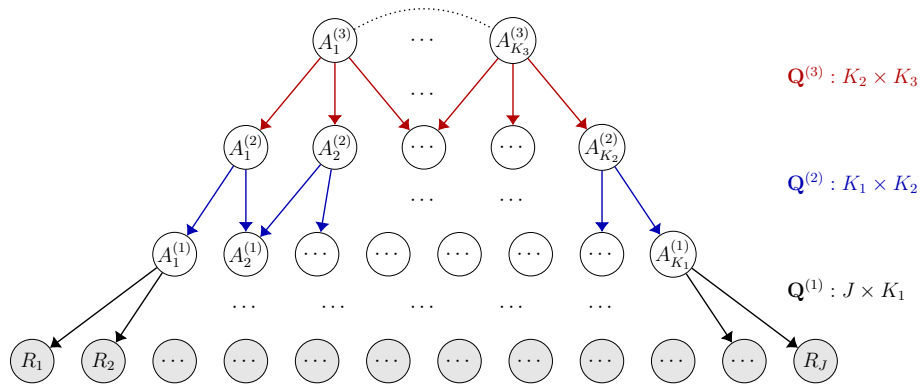 A_1^{(3)} ... A_{K_3}^{(3)}
Q^{(3)} : K_2 × K_3
...
A_1^{(2)} A_2^{(2)} ... ... A_{K_2}^{(2)}
Q^{(2)} : K_1 × K_2
... ...
A_1^{(1)} A_2^{(1)} ... ... ... ... ... A_{K_1}^{(1)}
Q^{(1)} : J × K_1
... ... ... ... ...
R_1 R_2 ... ... ... ... ... ... ... ... ... R_J